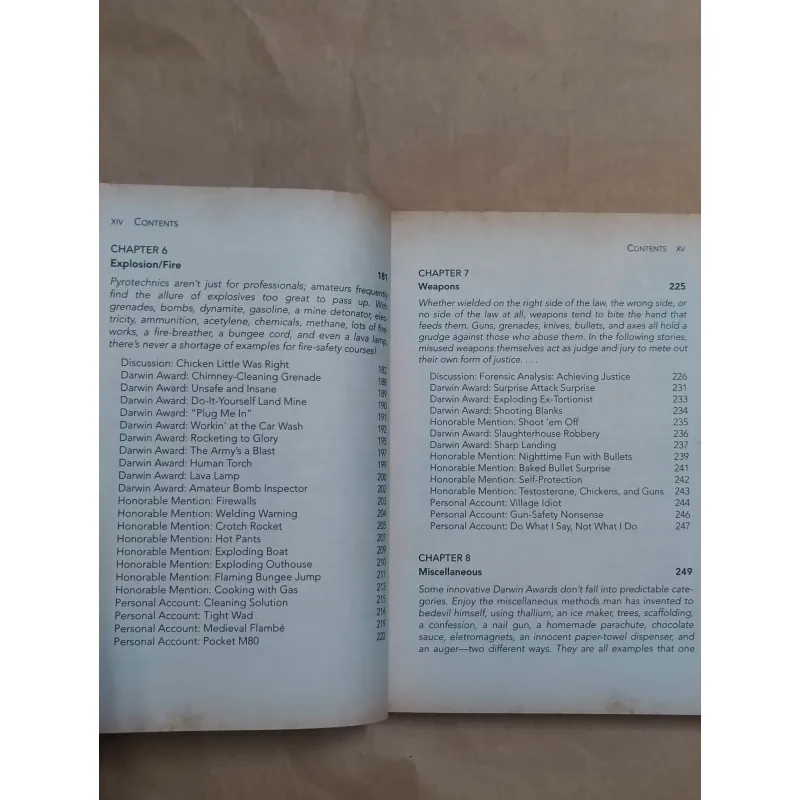 XIV CONTENTS
CHAPTER 6
Explosion/Fire 181
Pyrotechnics aren't just for professionals; amateurs frequently
find the allure of explosives too great to pass up. With
grenades, bombs, dynamite, gasoline, a mine detonator, elec-
tricity, ammunition, acetylene, chemicals, methane, lots of fire-
works, a fire-breather, a bungee cord, and even a lava lamp,
there's never a shortage of examples for fire-safety courses!
Discussion: Chicken Little Was Right 182
Darwin Award: Chimney-Cleaning Grenade 188
Darwin Award: Unsafe and Insane 189
Darwin Award: Do-It-Yourself Land Mine 190
Darwin Award: "Plug Me In" 191
Darwin Award: Workin' at the Car Wash 192
Darwin Award: Rocketing to Glory 195
Darwin Award: The Army's a Blast 197
Darwin Award: Human Torch 199
Darwin Award: Lava Lamp 200
Darwin Award: Amateur Bomb Inspector 202
Honorable Mention: Firewalls 203
Honorable Mention: Welding Warning 204
Honorable Mention: Crotch Rocket 205
Honorable Mention: Hot Pants 207
Honorable Mention: Exploding Boat 209
Honorable Mention: Exploding Outhouse 210
Honorable Mention: Flaming Bungee Jump 211
Honorable Mention: Cooking with Gas 213
Personal Account: Cleaning Solution 215
Personal Account: Tight Wad 216
Personal Account: Medieval Flambé 219
Personal Account: Pocket M80 223
CONTENTS XV
CHAPTER 7
Weapons 225
Whether wielded on the right side of the law, the wrong side, or
no side of the law at all, weapons tend to bite the hand that
feeds them. Guns, grenades, knives, bullets, and axes all hold a
grudge against those who abuse them. In the following stories,
misused weapons themselves act as judge and jury to mete out
their own form of justice. . . .
Discussion: Forensic Analysis: Achieving Justice 226
Darwin Award: Surprise Attack Surprise 231
Darwin Award: Exploding Ex-Tortionist 233
Darwin Award: Shooting Blanks 234
Honorable Mention: Shoot 'em Off 235
Darwin Award: Slaughterhouse Robbery 236
Darwin Award: Sharp Landing 237
Honorable Mention: Nighttime Fun with Bullets 239
Honorable Mention: Baked Bullet Surprise 241
Honorable Mention: Self-Protection 242
Honorable Mention: Testosterone, Chickens, and Guns 243
Personal Account: Village Idiot 244
Personal Account: Gun-Safety Nonsense 246
Personal Account: Do What I Say, Not What I Do 247
CHAPTER 8
Miscellaneous 249
Some innovative Darwin Awards don't fall into predictable cate-
gories. Enjoy the miscellaneous methods man has invented to
bedevil himself, using thallium, an ice maker, trees, scaffolding,
a confession, a nail gun, a homemade parachute, chocolate
sauce, eletromagnets, an innocent paper-towel dispenser, and
an auger—two different ways. They are all examples that one